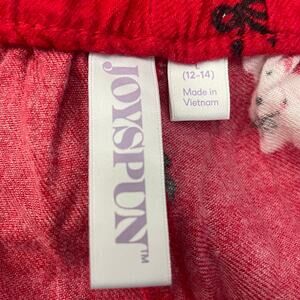 JOYSPUN™
L
(12-14)
Made in
Vietnam